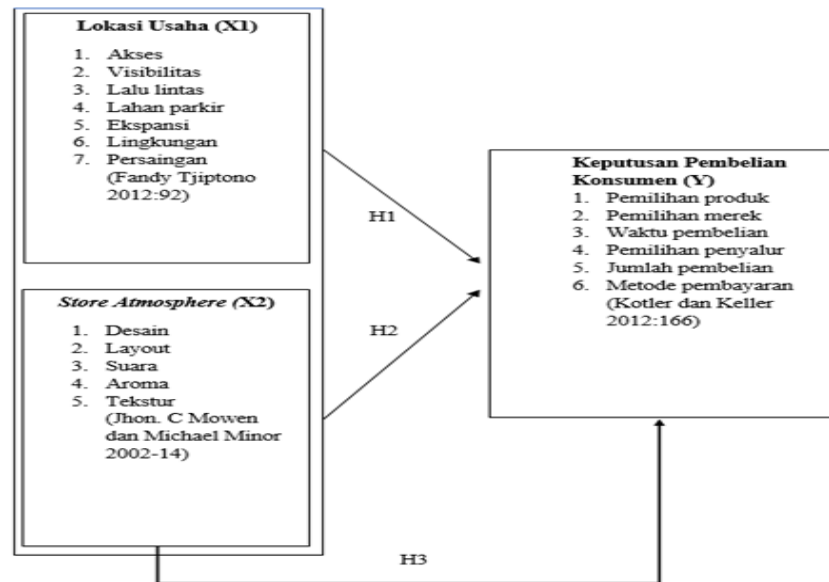 Lokasi Usaha (X1)
1. Akses
2. Visibilitas
3. Lalu lintas
4. Lahan parkir
5. Ekspansi
6. Lingkungan
7. Persaingan
(Fandy Tjiptono
2012:92)
H1
Store Atmosphere (X2)
1. Desain
2. Layout
3. Suara
4. Aroma
5. Tekstur
(Jhon. C Mowen
dan Michael Minor
2002-14)
H2
Keputusan Pembelian
Konsumen (Y)
1. Pemilihan produk
2. Pemilihan merek
3. Waktu pembelian
4. Pemilihan penyalur
5. Jumlah pembelian
6. Metode pembayaran
(Kotler dan Keller
2012:166)
H3